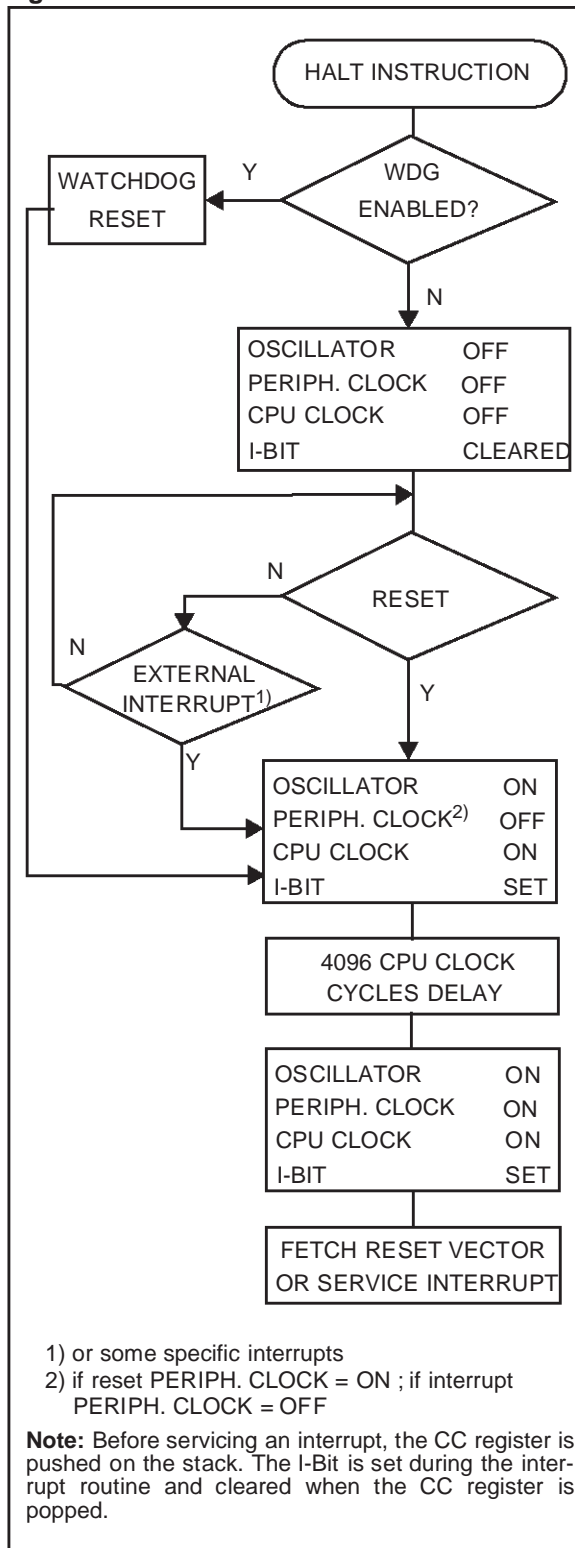 HALT INSTRUCTION
WDG
ENABLED?
Y
WATCHDOG
RESET
N
OSCILLATOR OFF
PERIPH. CLOCK OFF
CPU CLOCK OFF
I-BIT CLEARED
RESET
N
N
EXTERNAL
INTERRUPT1)
Y
Y
OSCILLATOR ON
PERIPH. CLOCK2) OFF
CPU CLOCK ON
I-BIT SET
4096 CPU CLOCK
CYCLES DELAY
OSCILLATOR ON
PERIPH. CLOCK ON
CPU CLOCK ON
I-BIT SET
FETCH RESET VECTOR
OR SERVICE INTERRUPT
1) or some specific interrupts
2) if reset PERIPH. CLOCK = ON ; if interrupt
PERIPH. CLOCK = OFF
Note: Before servicing an interrupt, the CC register is
pushed on the stack. The I-Bit is set during the inter-
rupt routine and cleared when the CC register is
popped.